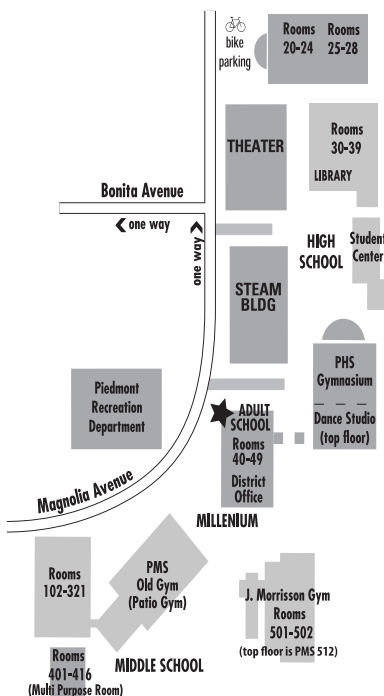 bike
parking
Rooms
20-24
Rooms
25-28
THEATER
Rooms
30-39
LIBRARY
Bonita Avenue
one way
one way
HIGH
SCHOOL
Student
Center
STEAM
BLDG
PHS
Gymnasium
Dance Studio
(top floor)
Piedmont
Recreation
Department
ADULT
SCHOOL
Rooms
40-49
District
Office
Magnolia Avenue
MILLENIUM
Rooms
102-321
PMS
Old Gym
(Patio Gym)
J. Morrisson Gym
Rooms
501-502
(top floor is PMS 512)
Rooms
401-416
(Multi Purpose Room)
MIDDLE SCHOOL